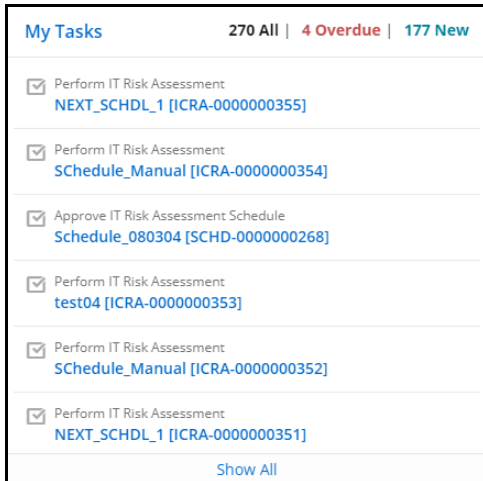 My Tasks 270 All | 4 Overdue | 177 New
Perform IT Risk Assessment
NEXT_SCHDL_1 [ICRA-0000000355]
Perform IT Risk Assessment
SChedule_Manual [ICRA-0000000354]
Approve IT Risk Assessment Schedule
Schedule_080304 [SCHD-0000000268]
Perform IT Risk Assessment
test04 [ICRA-0000000353]
Perform IT Risk Assessment
SChedule_Manual [ICRA-0000000352]
Perform IT Risk Assessment
NEXT_SCHDL_1 [ICRA-0000000351]
Show All